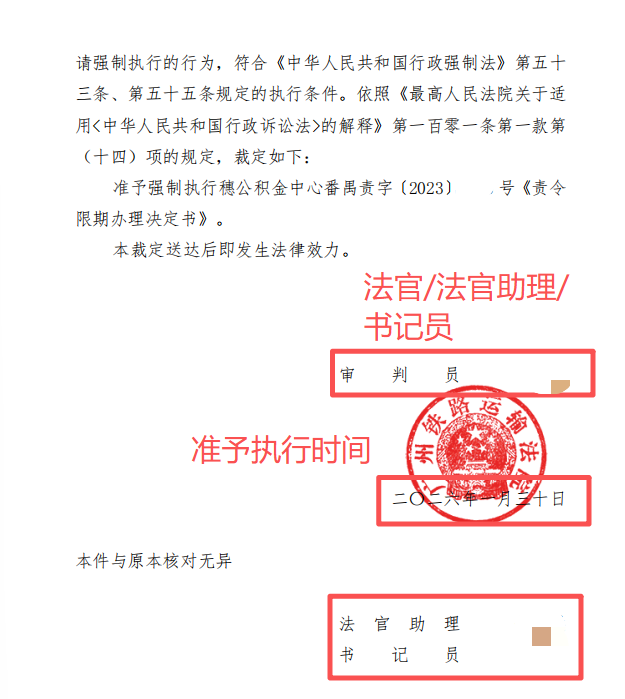 请强制执行的行为，符合《中华人民共和国行政强制法》第五十
三条、第五十五条规定的执行条件。依照《最高人民法院关于适
用<中华人民共和国行政诉讼法>的解释》第一百零一条第一款第
（十四）项的规定，裁定如下：
准予强制执行穗公积金中心番禺责字〔2023〕 号《责令
限期办理决定书》。
本裁定送达后即发生法律效力。
法官/法官助理/
书记员
审 判 员
广州铁路运输法院
准予执行时间
二〇二六年一月三十日
本件与原本核对无异
法 官 助 理
书 记 员